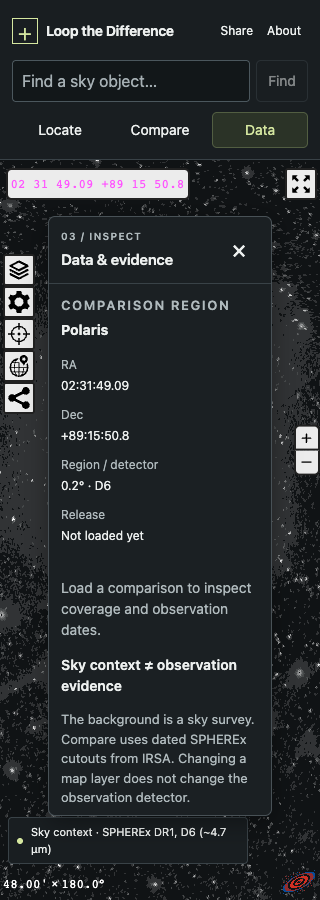 Loop the Difference
Share
About
Find a sky object...
Find
Locate
Compare
Data
02 31 49.09 +89 15 50.8
03 / INSPECT
Data & evidence
COMPARISON REGION
Polaris
RA
02:31:49.09
Dec
+89:15:50.8
Region / detector
0.2° · D6
Release
Not loaded yet
Load a comparison to inspect
coverage and observation
dates.
Sky context ≠ observation
evidence
The background is a sky survey.
Compare uses dated SPHEREx
cutouts from IRSA. Changing a
map layer does not change the
observation detector.
Sky context · SPHEREx DR1, D6 (~4.7
μm)
48.00' × 180.0°